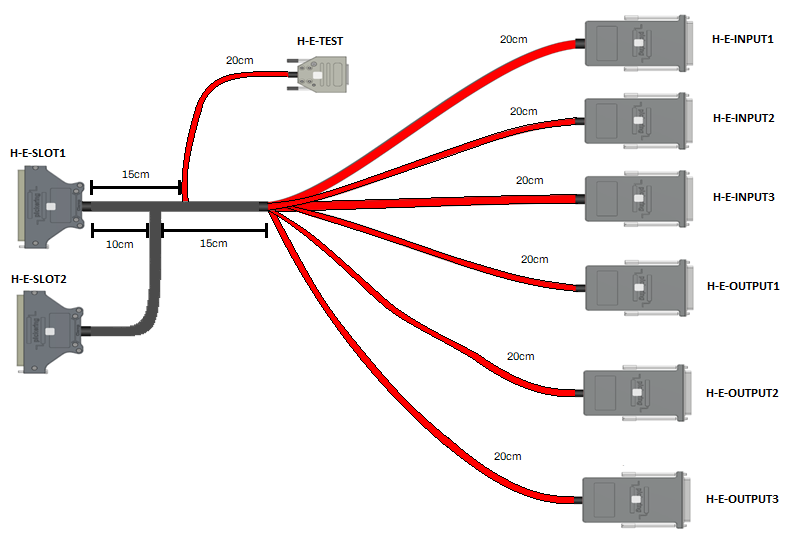 H-E-TEST
20cm
20cm
H-E-INPUT1
20cm
H-E-INPUT2
H-E-SLOT1
15cm
20cm
H-E-INPUT3
10cm
15cm
20cm
H-E-OUTPUT1
H-E-SLOT2
20cm
H-E-OUTPUT2
20cm
H-E-OUTPUT3